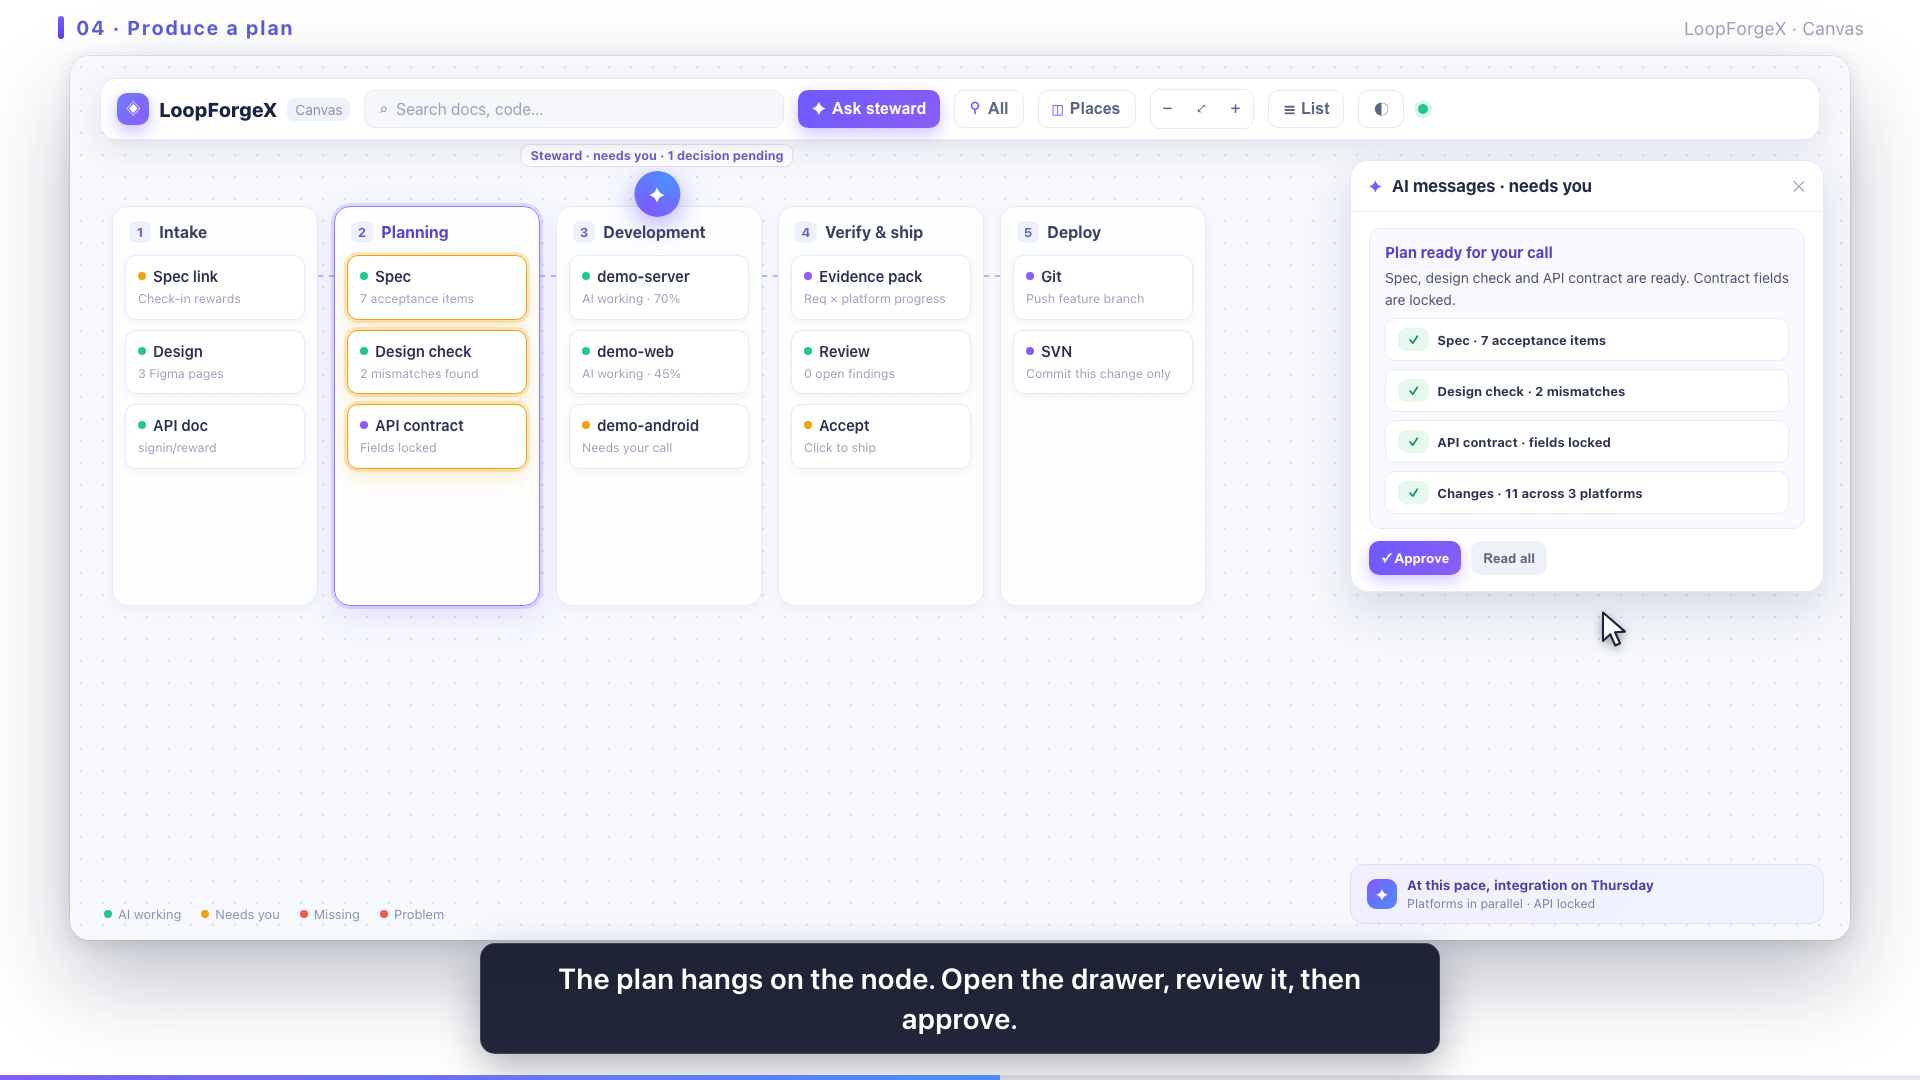 04 · Produce a plan
LoopForgeX · Canvas
LoopForgeX
Canvas
Search docs, code...
Ask steward
All
Places
List
Steward · needs you · 1 decision pending
1 Intake
Spec link
Check-in rewards
Design
3 Figma pages
API doc
signin/reward
2 Planning
Spec
7 acceptance items
Design check
2 mismatches found
API contract
Fields locked
3 Development
demo-server
AI working · 70%
demo-web
AI working · 45%
demo-android
Needs your call
4 Verify & ship
Evidence pack
Req × platform progress
Review
0 open findings
Accept
Click to ship
5 Deploy
Git
Push feature branch
SVN
Commit this change only
AI messages · needs you
Plan ready for your call
Spec, design check and API contract are ready. Contract fields
are locked.
Spec · 7 acceptance items
Design check · 2 mismatches
API contract · fields locked
Changes · 11 across 3 platforms
✓ Approve
Read all
At this pace, integration on Thursday
Platforms in parallel · API locked
AI working
Needs you
Missing
Problem
The plan hangs on the node. Open the drawer, review it, then
approve.